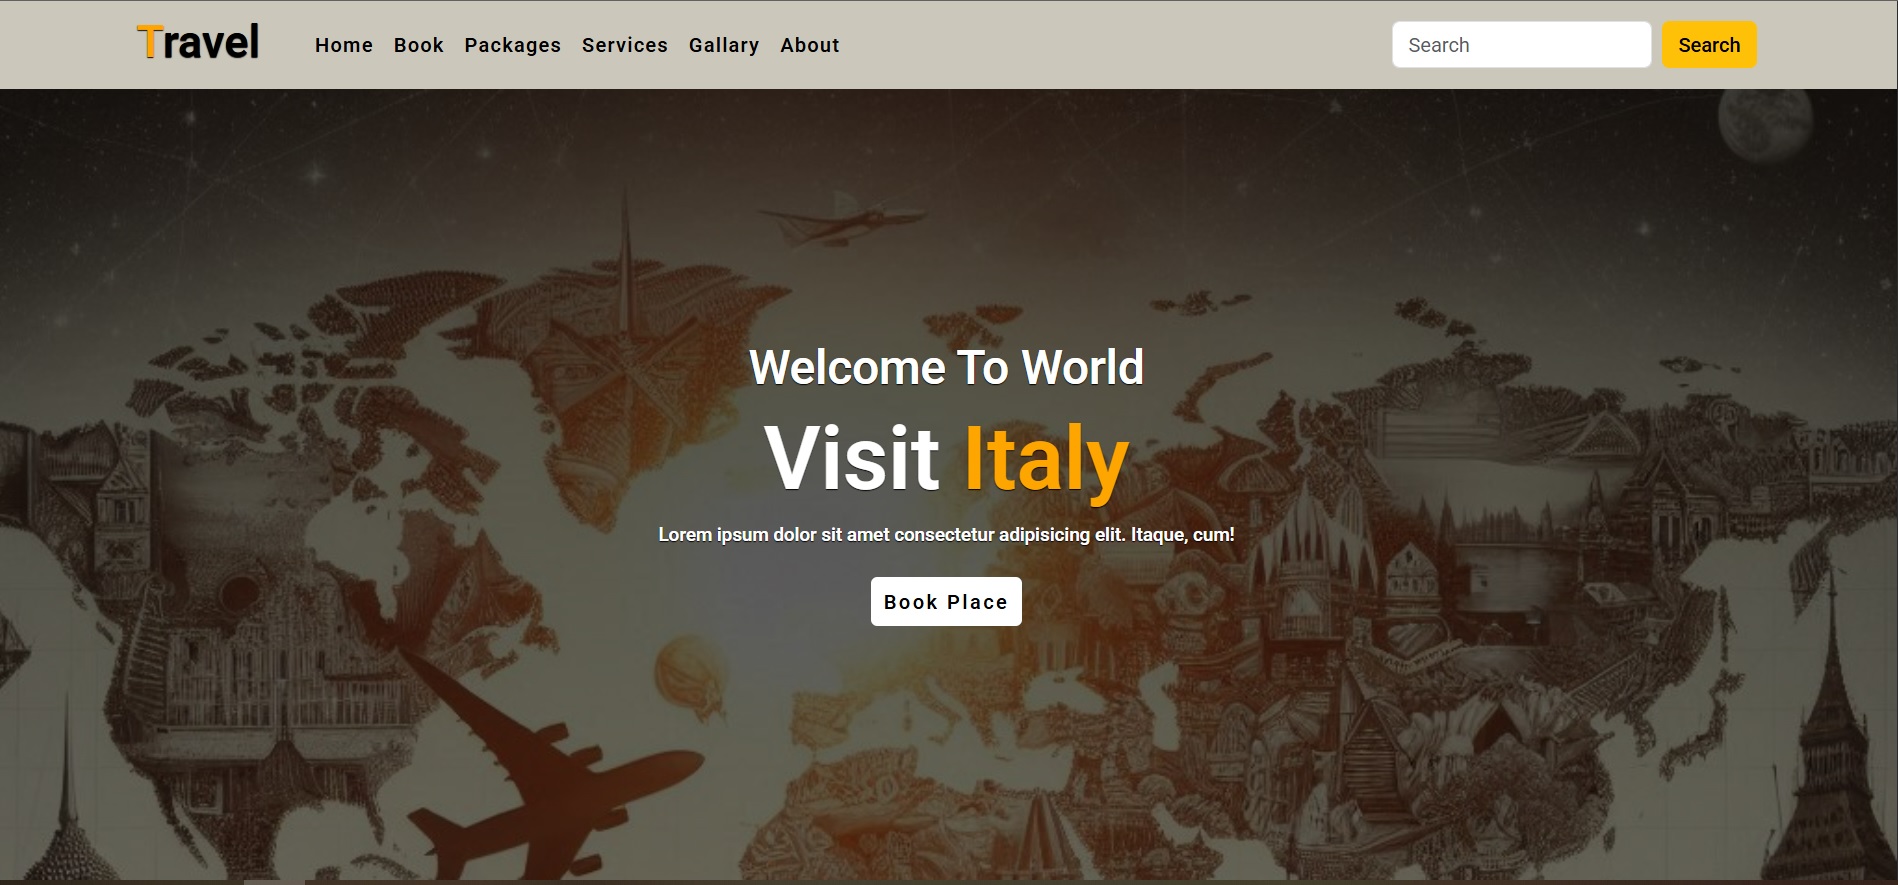 Travel Home Book Packages Services Gallary About Search Search
Welcome To World
Visit Italy
Lorem ipsum dolor sit amet consectetur adipisicing elit. Itaque, cum!
Book Place